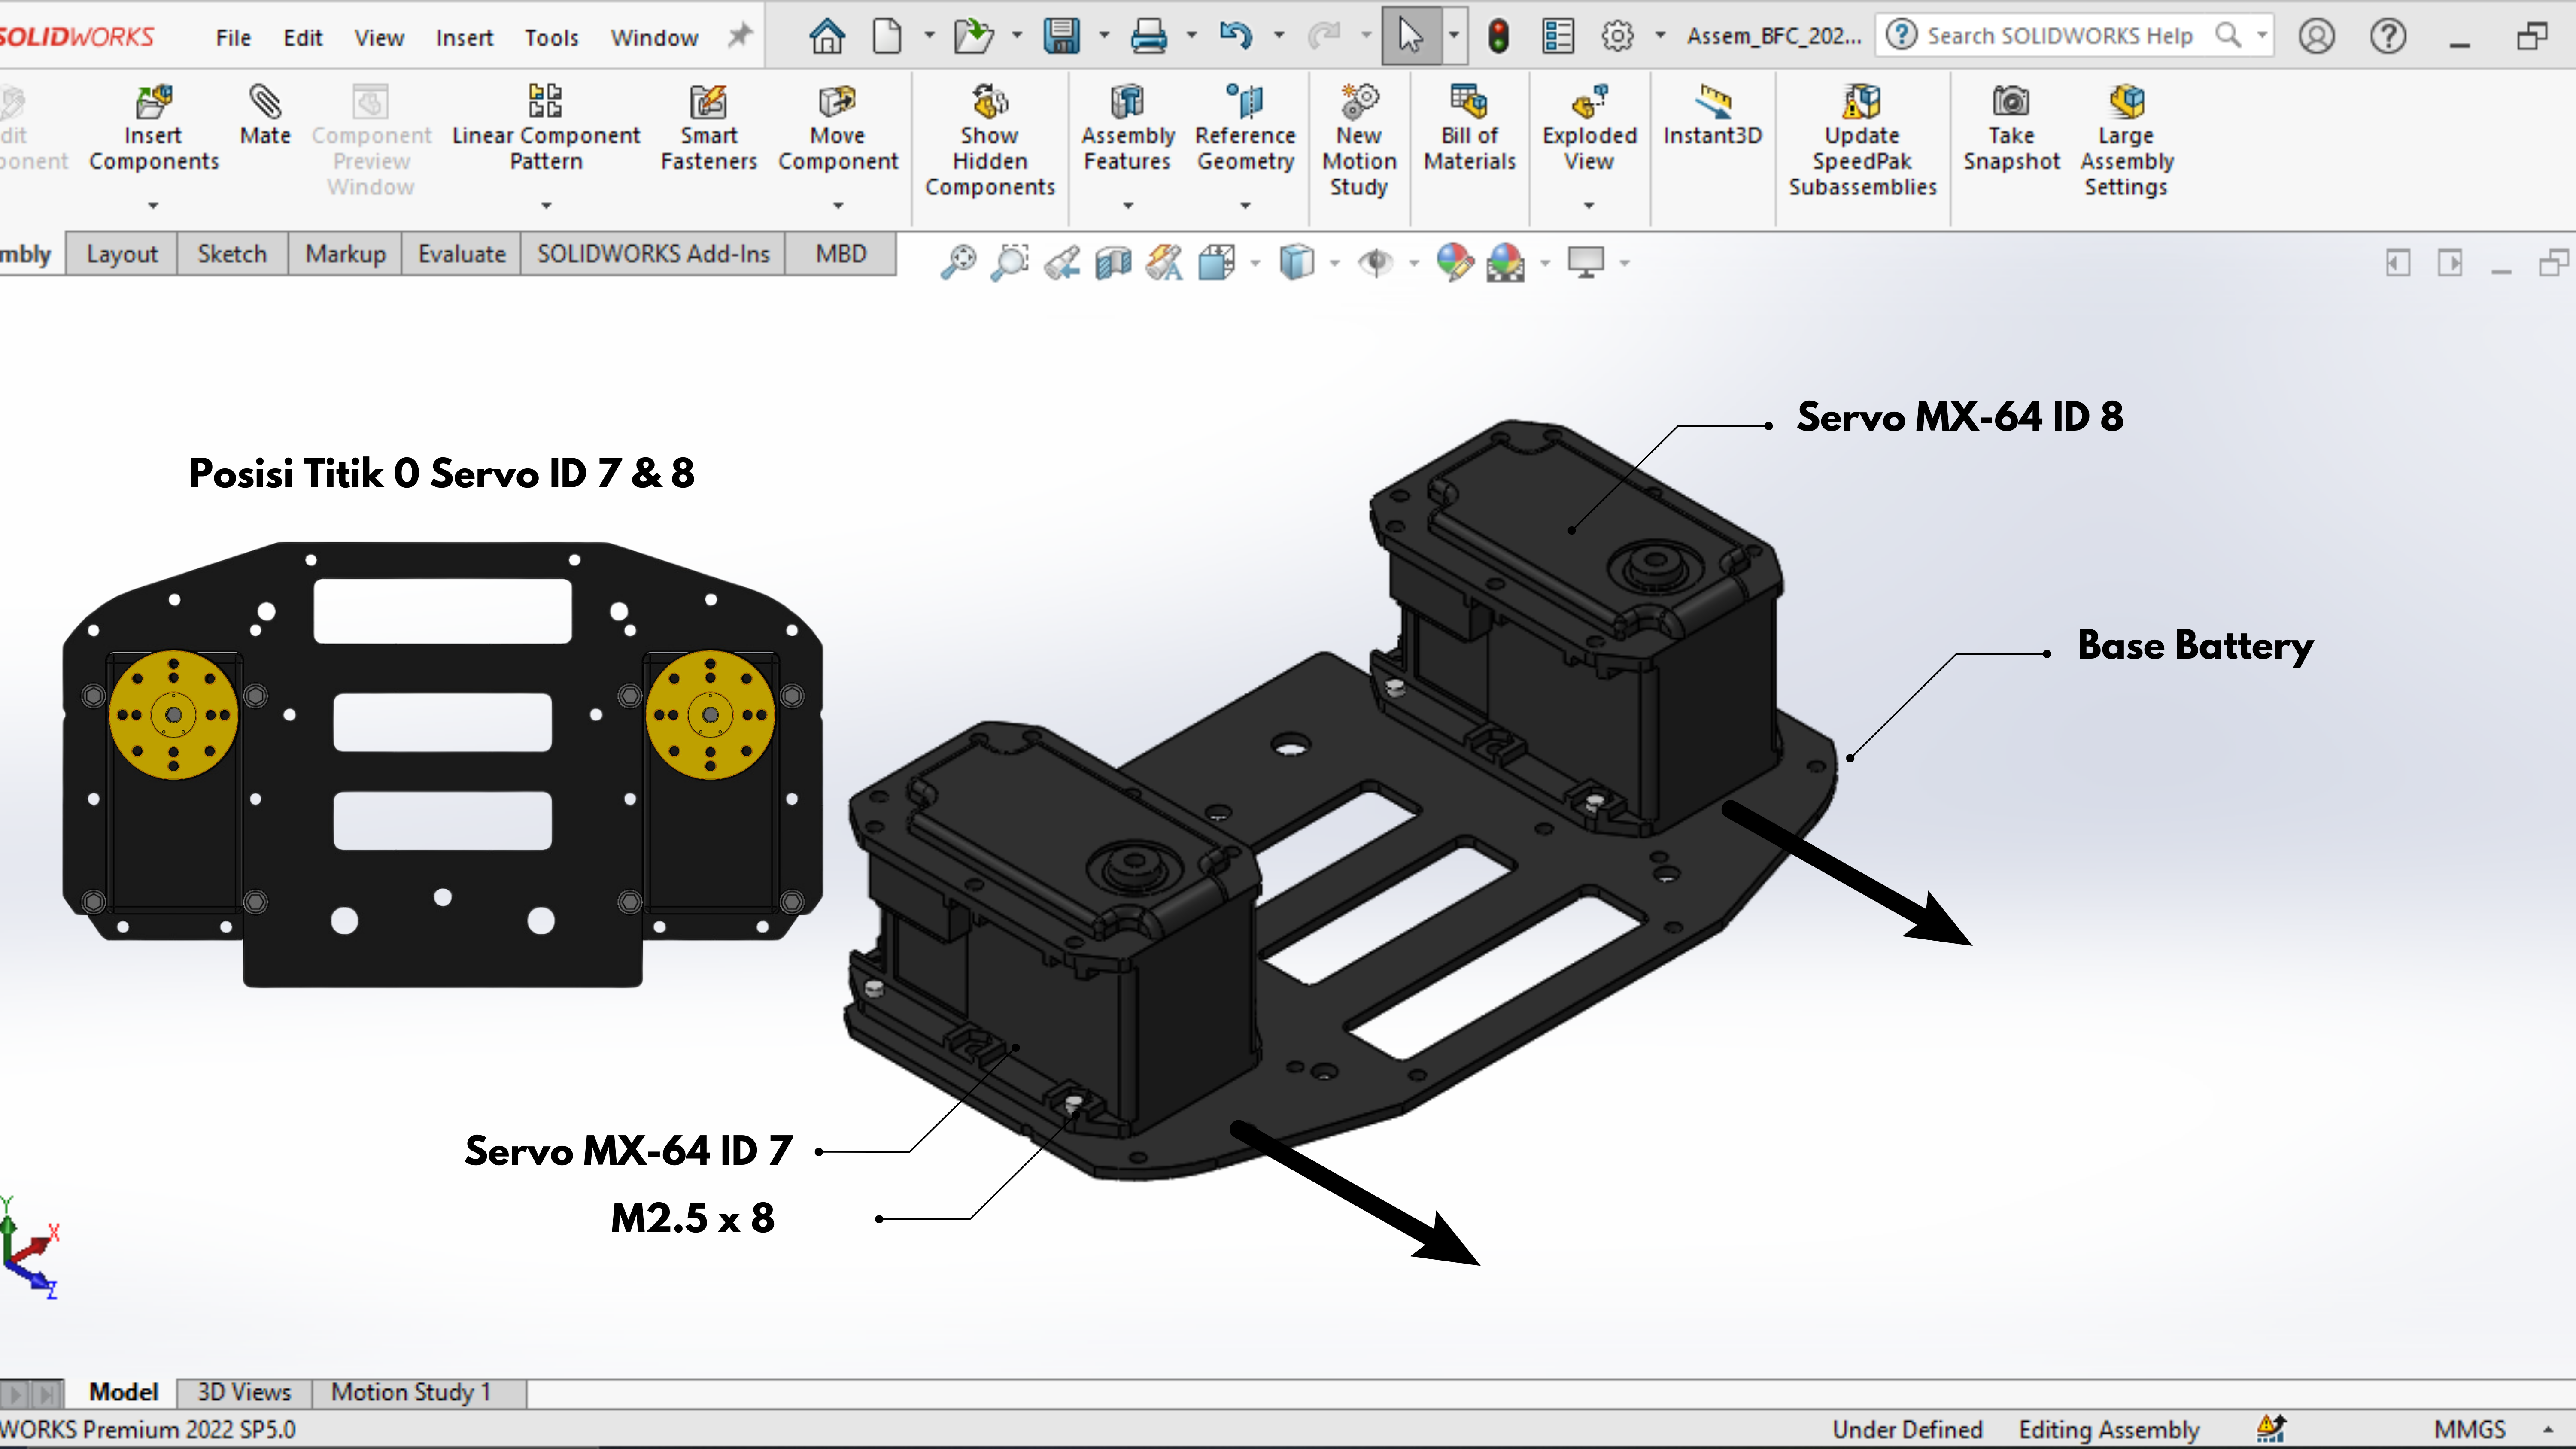 SOLIDWORKS File Edit View Insert Tools Window Assem_BFC_202... Search SOLIDWORKS Help
dit
ponent
Insert
Components
Mate
Component
Preview
Window
Linear Component
Pattern
Smart
Fasteners
Move
Component
Show
Hidden
Components
Assembly
Features
Reference
Geometry
New
Motion
Study
Bill of
Materials
Exploded
View
Instant3D
Update
SpeedPak
Subassemblies
Take
Snapshot
Large
Assembly
Settings
mbly Layout Sketch Markup Evaluate SOLIDWORKS Add-Ins MBD
Servo MX-64 ID 8
Posisi Titik 0 Servo ID 7 & 8
Base Battery
Servo MX-64 ID 7
M2.5 x 8
Y
X
Z
Model 3D Views Motion Study 1
WORKS Premium 2022 SP5.0 Under Defined Editing Assembly MMGS